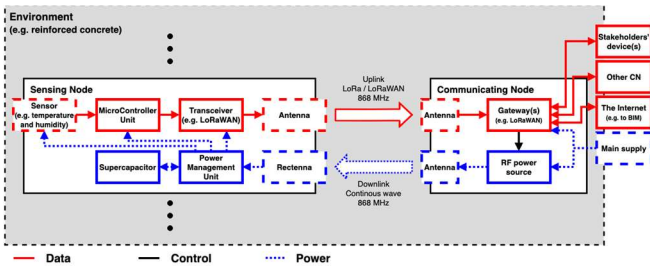 Environment
(e.g. reinforced concrete)
Stakeholders'
device(s)
Other CN
The Internet
(e.g. to BIM)
Main supply
Sensing Node
Sensor
(e.g. temperature
and humidity)
MicroController
Unit
Transceiver
(e.g. LoRaWAN)
Antenna
Supercapacitor
Power
Management
Unit
Rectenna
Uplink
LoRa / LoRaWAN
868 MHz
Downlink
Continous wave
868 MHz
Communicating Node
Antenna
Gateway(s)
(e.g. LoRaWAN)
Antenna
RF power
source
Data
Control
Power